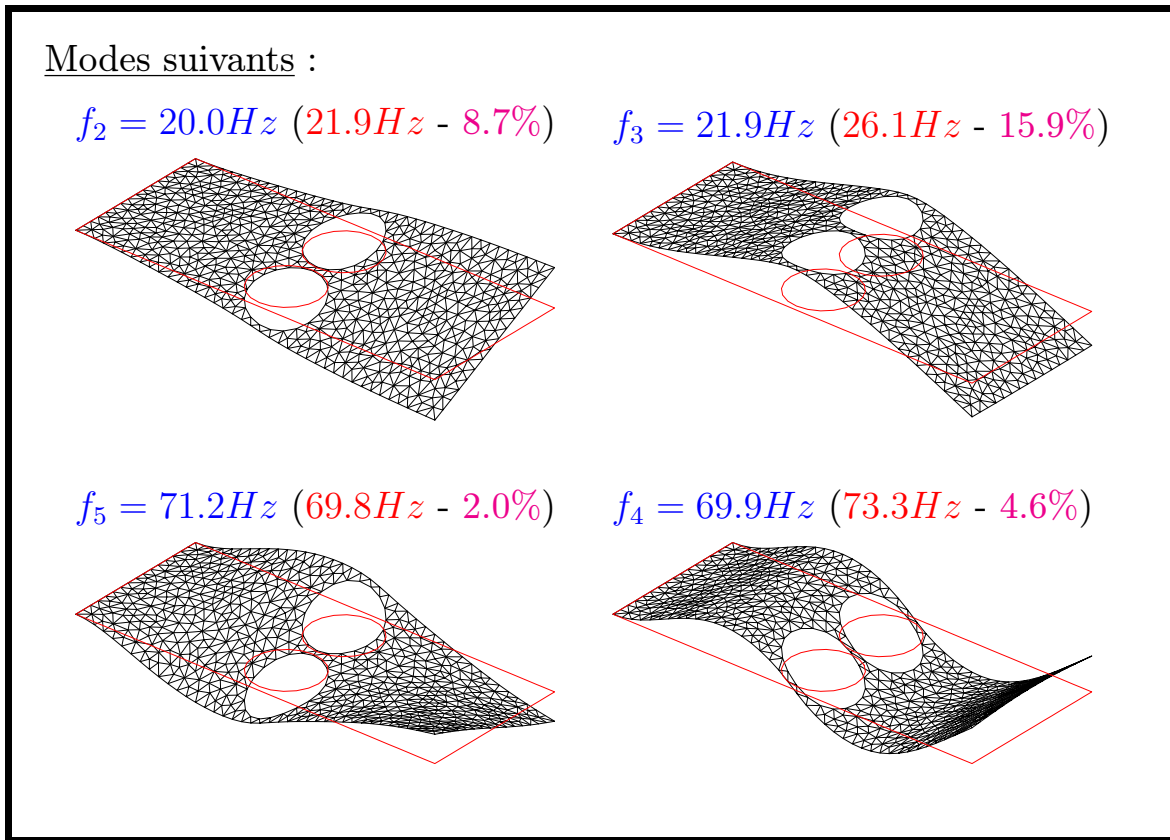 Modes suivants :
f₂ = 20.0Hz (21.9Hz - 8.7%)
f₃ = 21.9Hz (26.1Hz - 15.9%)
f₅ = 71.2Hz (69.8Hz - 2.0%)
f₄ = 69.9Hz (73.3Hz - 4.6%)